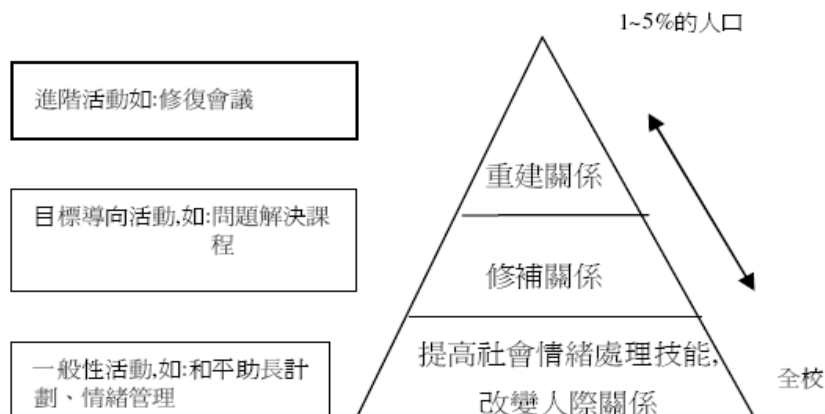 1~5%的人口
進階活動如:修復會議
重建關係
目標導向活動,如:問題解決課
程
修補關係
一般性活動,如:和平助長計
劃、情緒管理
提高社會情緒處理技能,
改變人際關係
全校